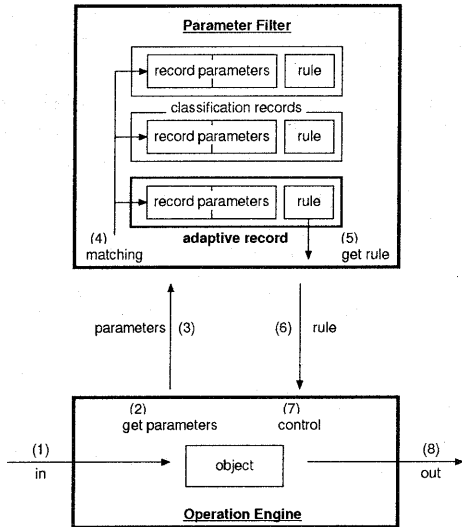 Parameter Filter
record parameters rule
classification records
record parameters rule
record parameters rule
adaptive record
(4) (5)
matching get rule
parameters (3) (6) rule
(2) (7)
get parameters control
(1) (8)
in object out
Operation Engine